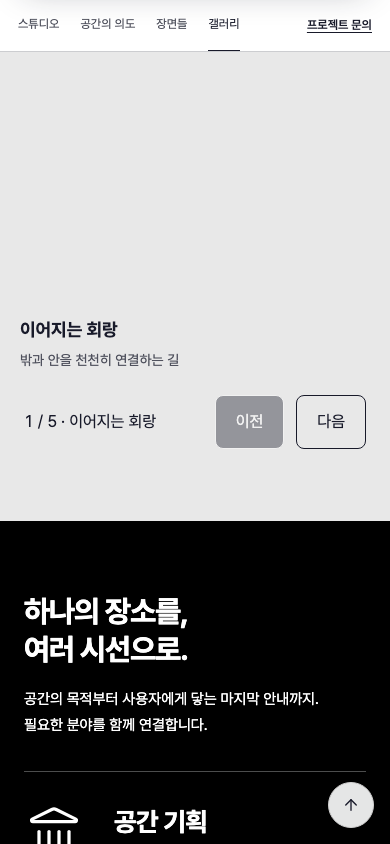 스튜디오 공간의 의도 장면들 갤러리 프로젝트 문의
이어지는 회랑
밖과 안을 천천히 연결하는 길
1 / 5 · 이어지는 회랑 이전 다음
하나의 장소를,
여러 시선으로.
공간의 목적부터 사용자에게 닿는 마지막 안내까지.
필요한 분야를 함께 연결합니다.
공간 기획